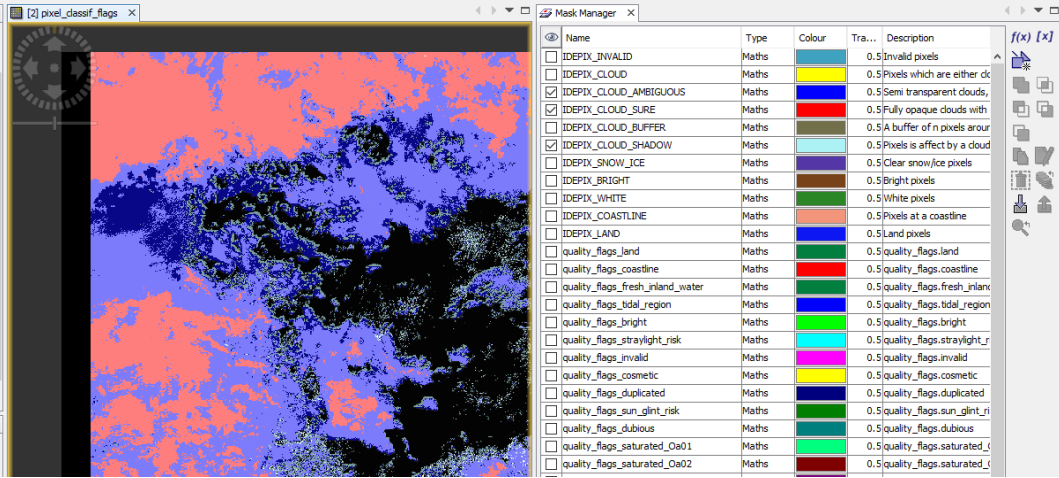 [2] pixel_classif_flags
Mask Manager
Name Type Colour Tra... Description
f(x) [x]
IDEPIX_INVALID Maths 0.5 Invalid pixels
IDEPIX_CLOUD Maths 0.5 Pixels which are either clo
IDEPIX_CLOUD_AMBIGUOUS Maths 0.5 Semi transparent clouds,
IDEPIX_CLOUD_SURE Maths 0.5 Fully opaque clouds with
IDEPIX_CLOUD_BUFFER Maths 0.5 A buffer of n pixels aroun
IDEPIX_CLOUD_SHADOW Maths 0.5 Pixels is affect by a cloud
IDEPIX_SNOW_ICE Maths 0.5 Clear snow/ice pixels
IDEPIX_BRIGHT Maths 0.5 Bright pixels
IDEPIX_WHITE Maths 0.5 White pixels
IDEPIX_COASTLINE Maths 0.5 Pixels at a coastline
IDEPIX_LAND Maths 0.5 Land pixels
quality_flags_land Maths 0.5 quality_flags.land
quality_flags_coastline Maths 0.5 quality_flags.coastline
quality_flags_fresh_inland_water Maths 0.5 quality_flags.fresh_inland
quality_flags_tidal_region Maths 0.5 quality_flags.tidal_region
quality_flags_bright Maths 0.5 quality_flags.bright
quality_flags_straylight_risk Maths 0.5 quality_flags.straylight_r
quality_flags_invalid Maths 0.5 quality_flags.invalid
quality_flags_cosmetic Maths 0.5 quality_flags.cosmetic
quality_flags_duplicated Maths 0.5 quality_flags.duplicated
quality_flags_sun_glint_risk Maths 0.5 quality_flags.sun_glint_ri
quality_flags_dubious Maths 0.5 quality_flags.dubious
quality_flags_saturated_Oa01 Maths 0.5 quality_flags.saturated_
quality_flags_saturated_Oa02 Maths 0.5 quality_flags.saturated_